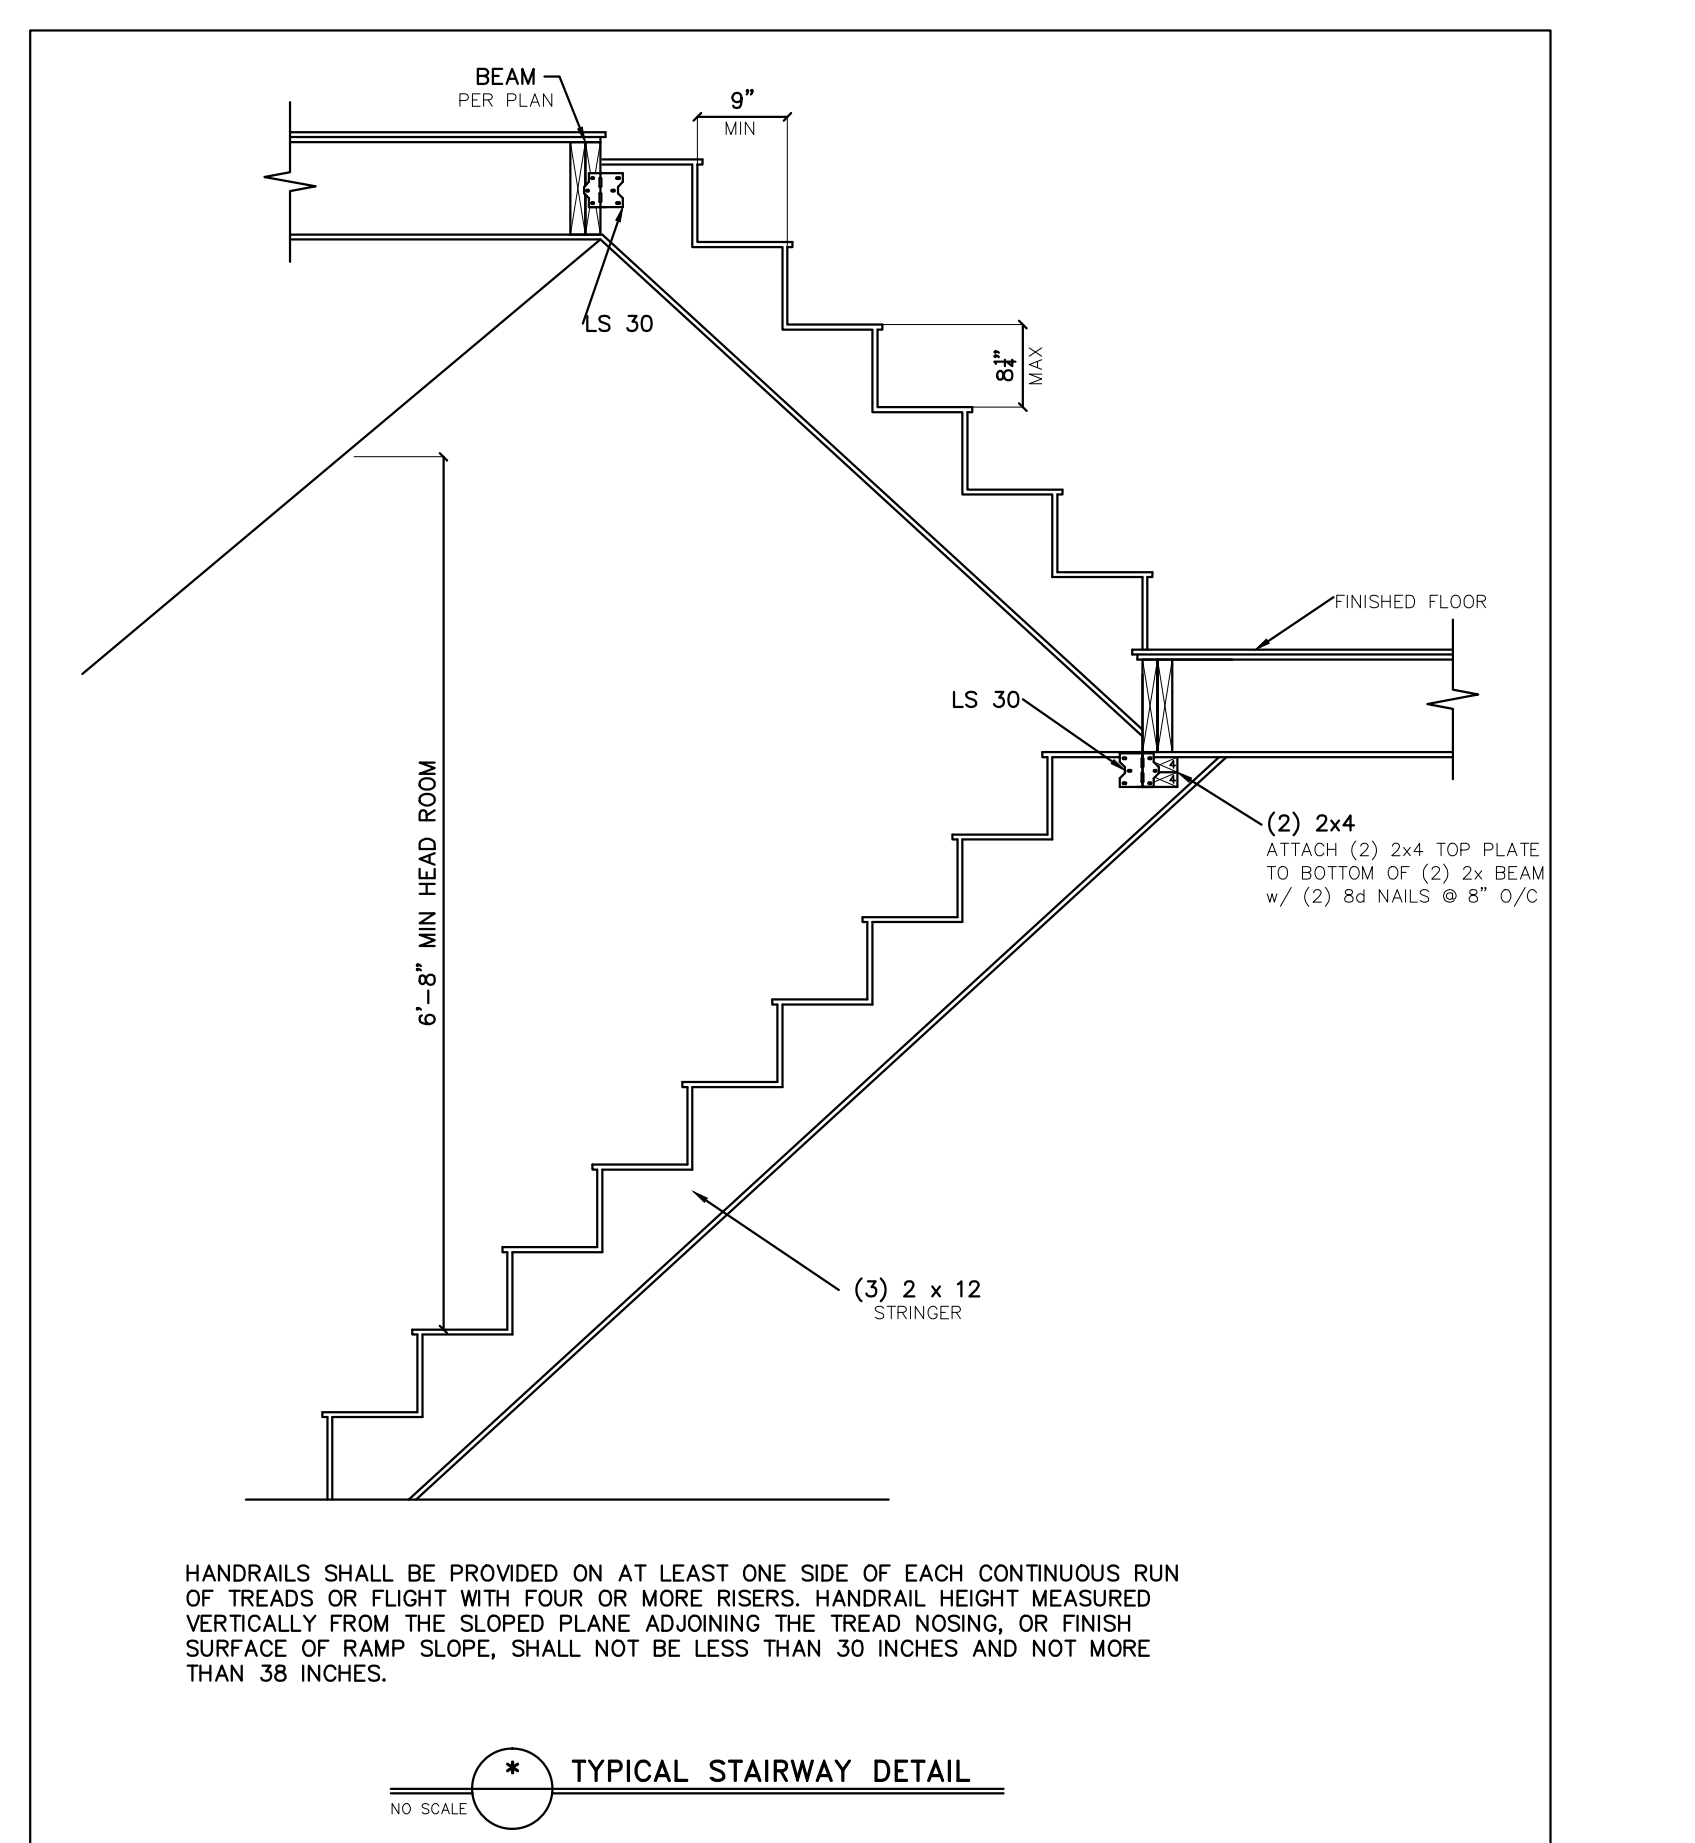 BEAM
PER PLAN
9"
MIN
LS 30
8 1/4"
MAX
FINISHED FLOOR
LS 30
6'-8" MIN HEAD ROOM
4
4
(2) 2x4
ATTACH (2) 2x4 TOP PLATE
TO BOTTOM OF (2) 2x BEAM
w/ (2) 8d NAILS @ 8" O/C
(3) 2 x 12
STRINGER
HANDRAILS SHALL BE PROVIDED ON AT LEAST ONE SIDE OF EACH CONTINUOUS RUN
OF TREADS OR FLIGHT WITH FOUR OR MORE RISERS. HANDRAIL HEIGHT MEASURED
VERTICALLY FROM THE SLOPED PLANE ADJOINING THE TREAD NOSING, OR FINISH
SURFACE OF RAMP SLOPE, SHALL NOT BE LESS THAN 30 INCHES AND NOT MORE
THAN 38 INCHES.
* TYPICAL STAIRWAY DETAIL
NO SCALE